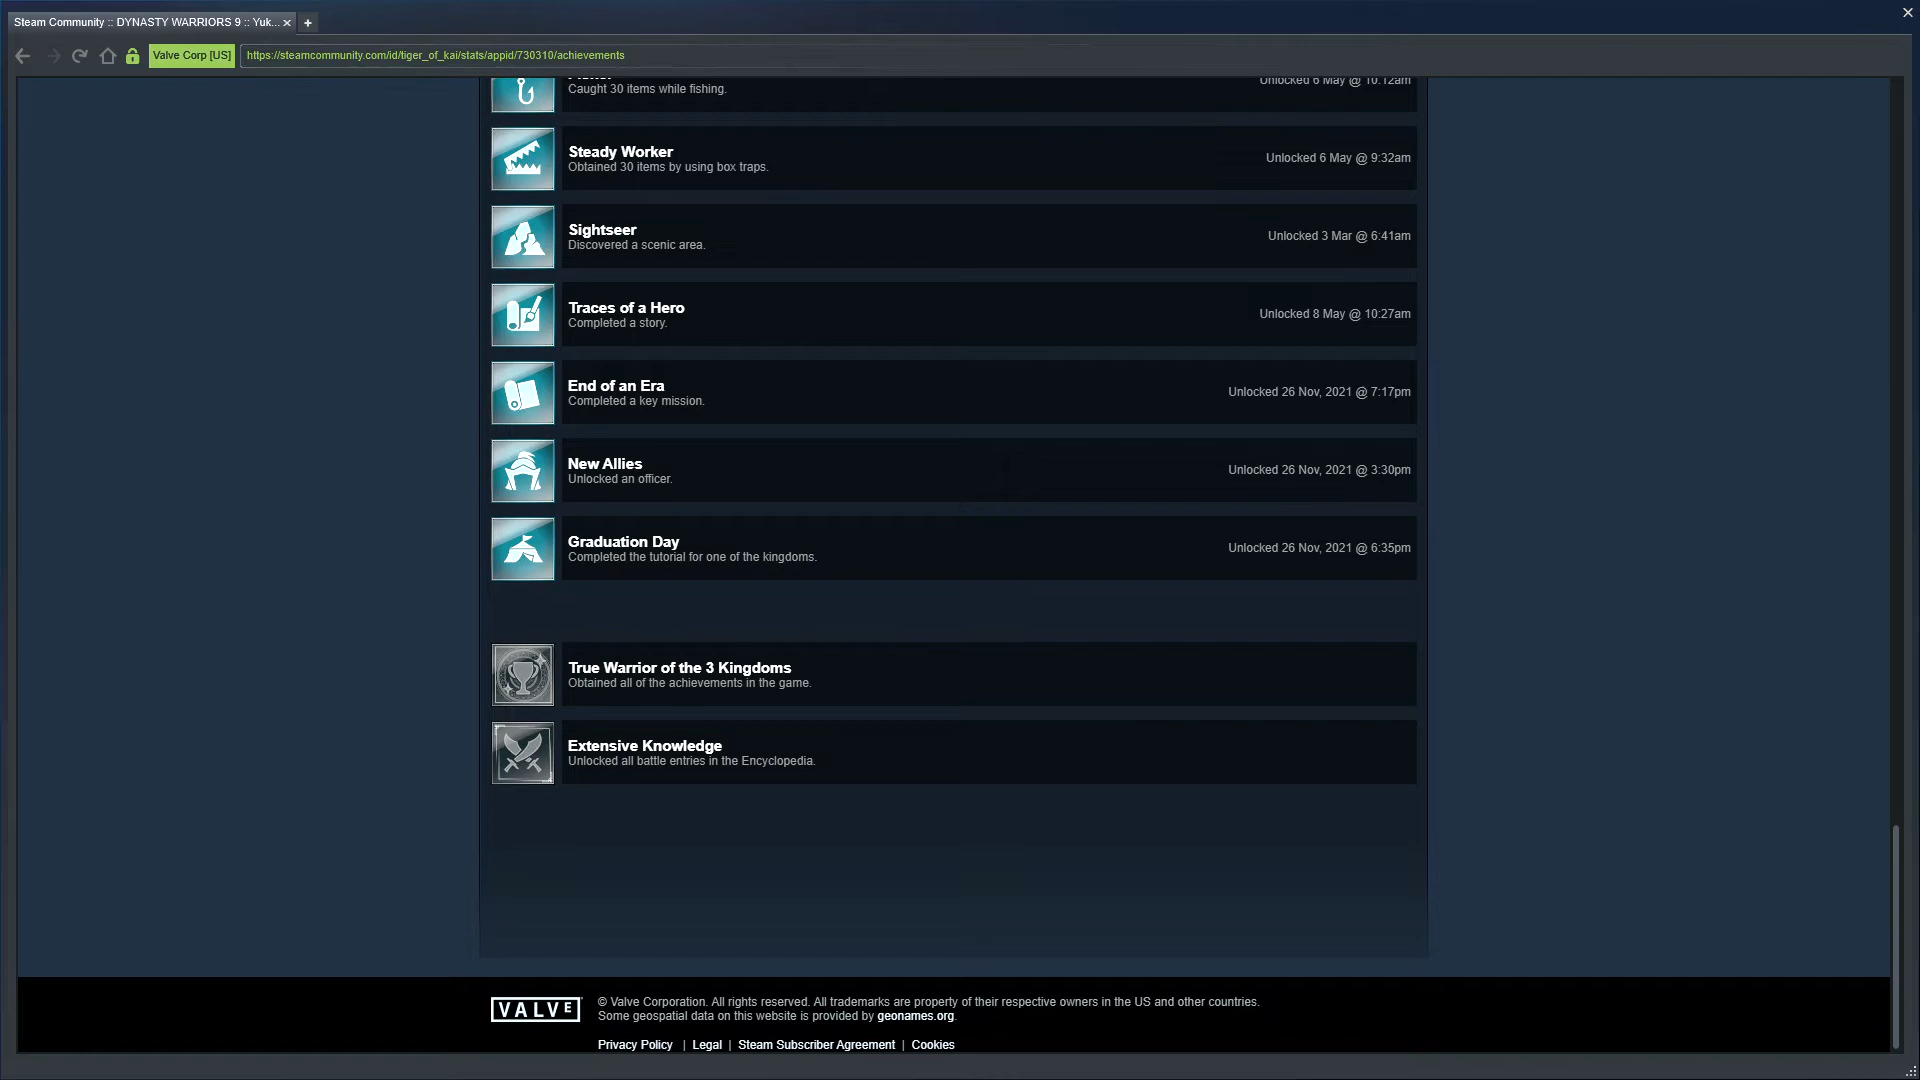 Steam Community :: DYNASTY WARRIORS 9 :: Yuk...
Valve Corp [US] https://steamcommunity.com/id/tiger_of_kai/stats/appid/730310/achievements
Unlocked 6 May @ 10:12am
Caught 30 items while fishing.
Steady Worker
Obtained 30 items by using box traps.
Unlocked 6 May @ 9:32am
Sightseer
Discovered a scenic area.
Unlocked 3 Mar @ 6:41am
Traces of a Hero
Completed a story.
Unlocked 8 May @ 10:27am
End of an Era
Completed a key mission.
Unlocked 26 Nov, 2021 @ 7:17pm
New Allies
Unlocked an officer.
Unlocked 26 Nov, 2021 @ 3:30pm
Graduation Day
Completed the tutorial for one of the kingdoms.
Unlocked 26 Nov, 2021 @ 6:35pm
True Warrior of the 3 Kingdoms
Obtained all of the achievements in the game.
Extensive Knowledge
Unlocked all battle entries in the Encyclopedia.
VALVE
© Valve Corporation. All rights reserved. All trademarks are property of their respective owners in the US and other countries.
Some geospatial data on this website is provided by geonames.org.
Privacy Policy | Legal | Steam Subscriber Agreement | Cookies